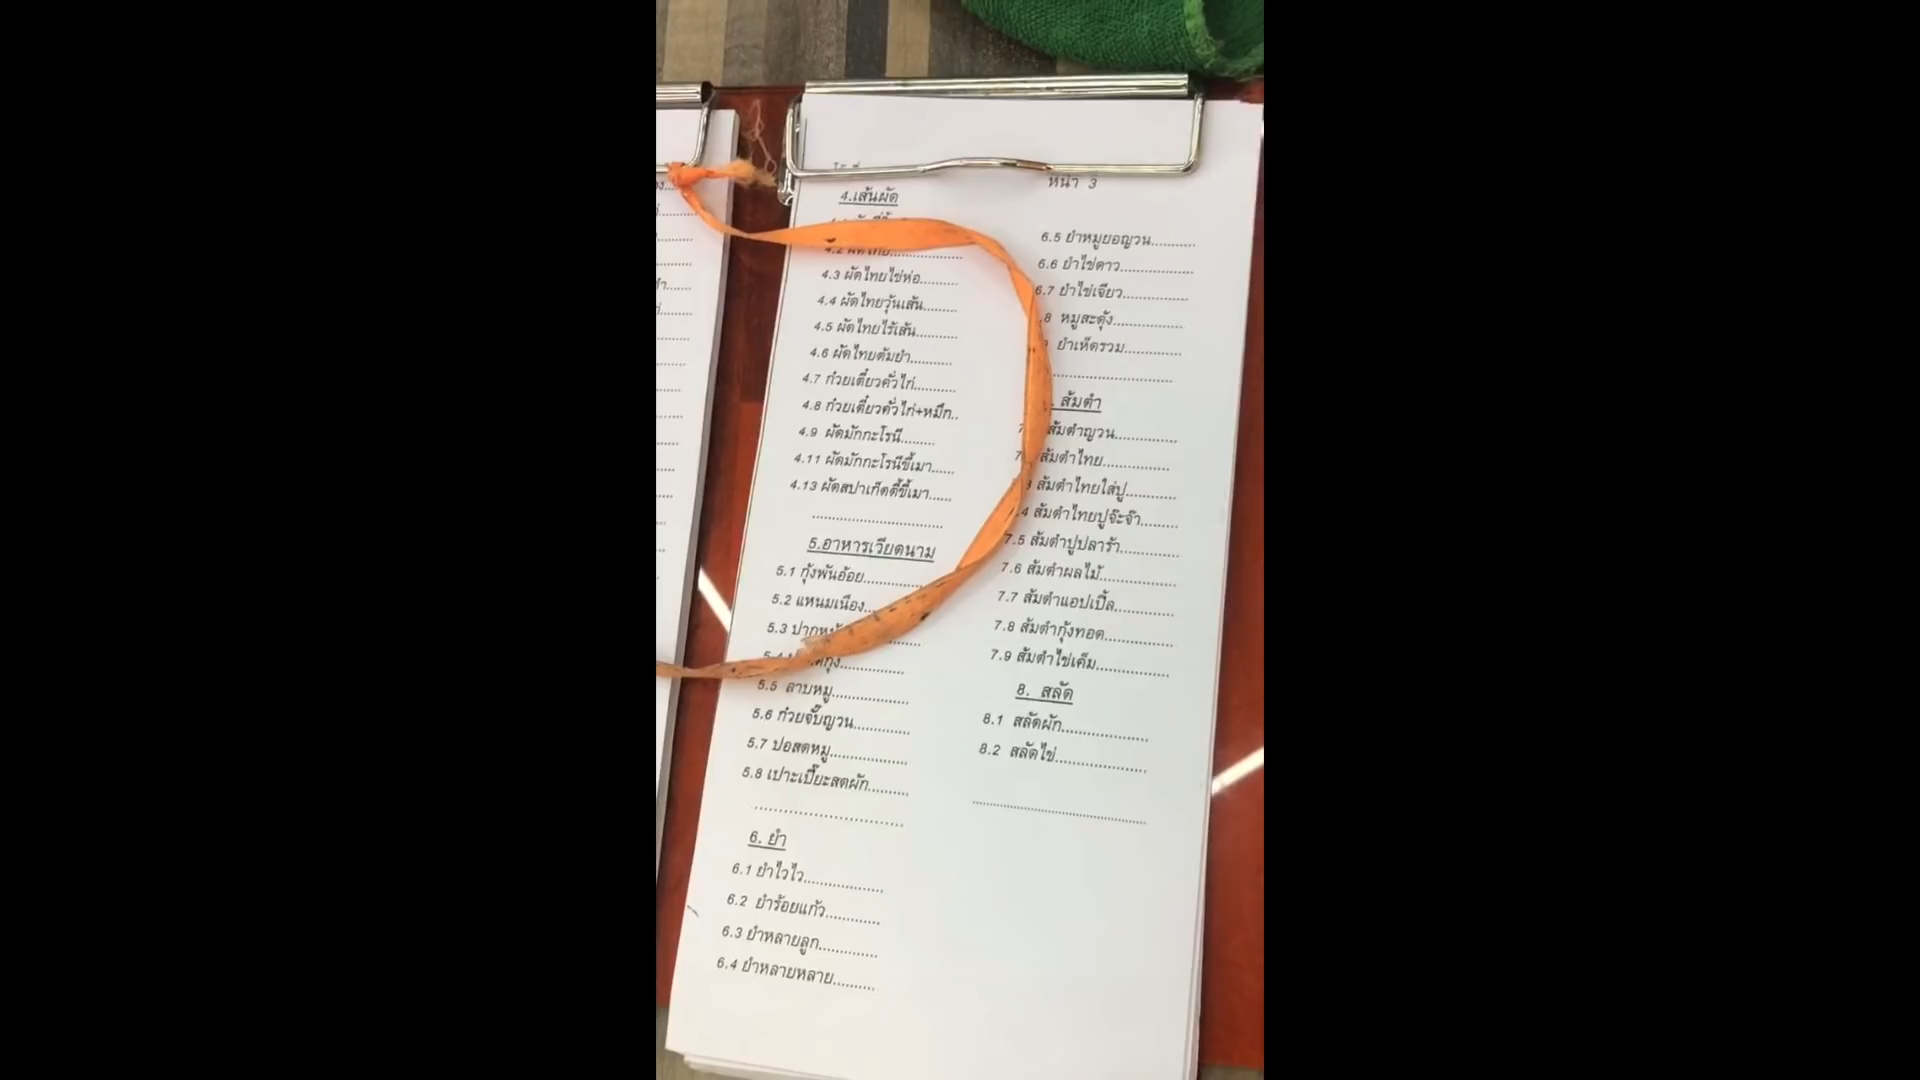 หน้า 3
4.เส้นผัด
4.2 ผัดไทย
4.3 ผัดไทยไข่ห่อ..........
4.4 ผัดไทยวุ้นเส้น.........
4.5 ผัดไทยไร้เส้น..........
4.6 ผัดไทยต้มยำ..........
4.7 ก๋วยเตี๋ยวคั่วไก่..........
4.8 ก๋วยเตี๋ยวคั่วไก่+หมึก..
4.9 ผัดมักกะโรนี.........
4.11 ผัดมักกะโรนีขี้เมา......
4.13 ผัดสปาเก็ตตี้ขี้เมา......
5.อาหารเวียดนาม
5.1 กุ้งพันอ้อย...............
5.2 แหนมเนือง....
5.3
5.5 ลาบหมู..................
5.6 ก๋วยจั๊บญวน.............
5.7 ปอสดหมู.................
5.8 เปาะเปี๊ยะสดผัก.........
6. ยำ
6.1 ยำไวไว..................
6.2 ยำร้อยแก้ว.............
6.3 ยำหลายลูก..............
6.4 ยำหลายหลาย..........
6.5 ยำหมูยอญวน...........
6.6 ยำไข่ดาว.................
6.7 ยำไข่เจียว................
8 หมูสะดุ้ง.................
ยำเห็ดรวม..............
ส้มตำ
ส้มตำญวน...............
ส้มตำไทย................
ส้มตำไทยใส่ปู............
4 ส้มตำไทยปูจ๊ะจ๋า.........
7.5 ส้มตำปูปลาร้า..............
7.6 ส้มตำผลไม้..................
7.7 ส้มตำแอปเปิ้ล..............
7.8 ส้มตำกุ้งทอด...............
7.9 ส้มตำไข่เค็ม..................
8. สลัด
8.1 สลัดผัก......................
8.2 สลัดไข่.......................